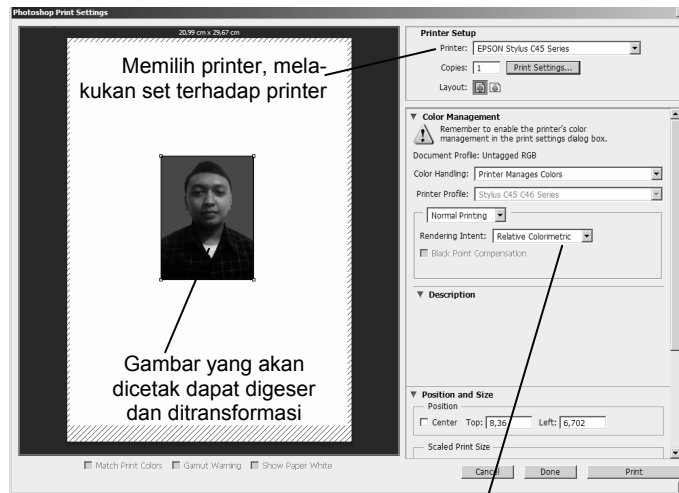 Photoshop Print Settings
20,99 cm x 29,67 cm
Memilih printer, mela-
kukan set terhadap printer
Gambar yang akan
dicetak dapat digeser
dan ditransformasi
Match Print Colors Gamut Warning Show Paper White
Printer Setup
Printer: EPSON Stylus C45 Series
Copies: 1 Print Settings...
Layout:
Color Management
Remember to enable the printer's color
management in the print settings dialog box.
Document Profile: Untagged RGB
Color Handling: Printer Manages Colors
Printer Profile: Stylus C45 C46 Series
Normal Printing
Rendering Intent: Relative Colorimetric
Black Point Compensation
Description
Position and Size
Position
Center Top: 8,36 Left: 6,702
Scaled Print Size
Cancel Done Print